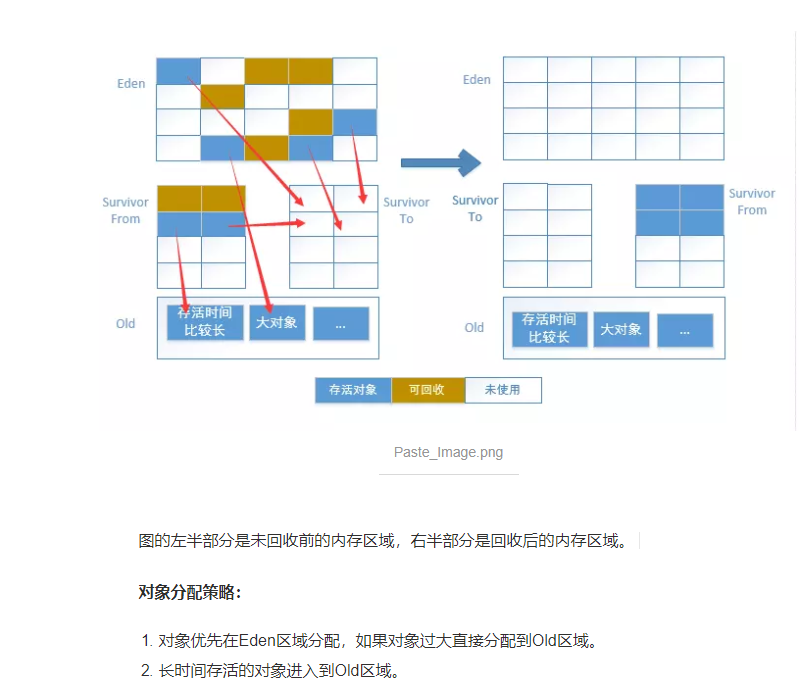 Eden
Eden
Survivor
From
Survivor
To
Survivor
To
Survivor
From
Old
存活时间
比较长
大对象
...
Old
存活时间
比较长
大对象
...
存活对象
可回收
未使用
Paste_Image.png
图的左半部分是未回收前的内存区域，右半部分是回收后的内存区域。
对象分配策略：
1. 对象优先在Eden区域分配，如果对象过大直接分配到Old区域。
2. 长时间存活的对象进入到Old区域。